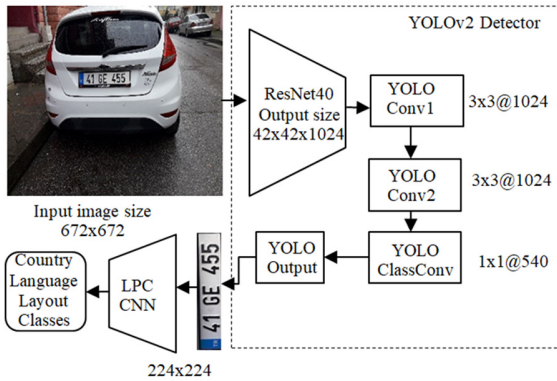 YOLOv2 Detector
41 GE 455
Input image size
672x672
ResNet40
Output size
42x42x1024
YOLO
Conv1
3x3@1024
YOLO
Conv2
3x3@1024
YOLO
ClassConv
1x1@540
YOLO
Output
41 GE 455
224x224
LPC
CNN
Country
Language
Layout
Classes